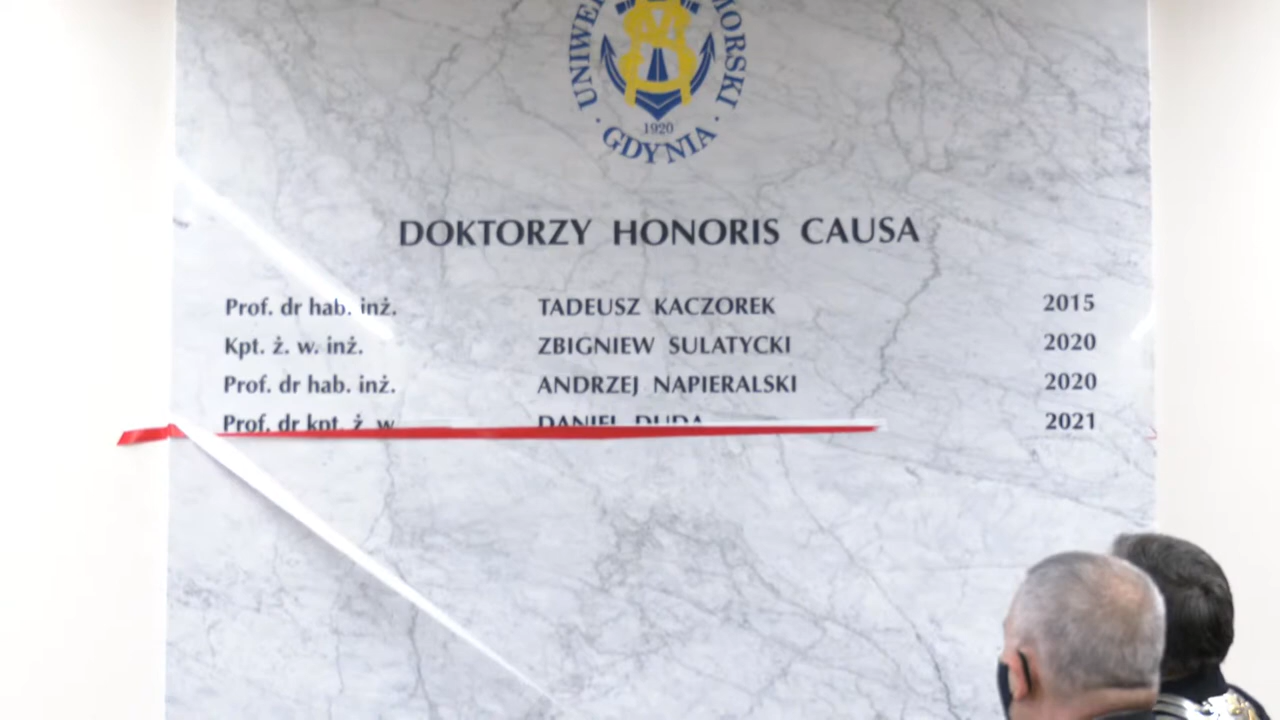 1920
GDYNIA
DOKTORZY HONORIS CAUSA
Prof. dr hab. inż. TADEUSZ KACZOREK 2015
Kpt. ż. w. inż. ZBIGNIEW SULATYCKI 2020
Prof. dr hab. inż. ANDRZEJ NAPIERALSKI 2020
Prof. dr kpt. ż. w. DANIEL DUDA 2021